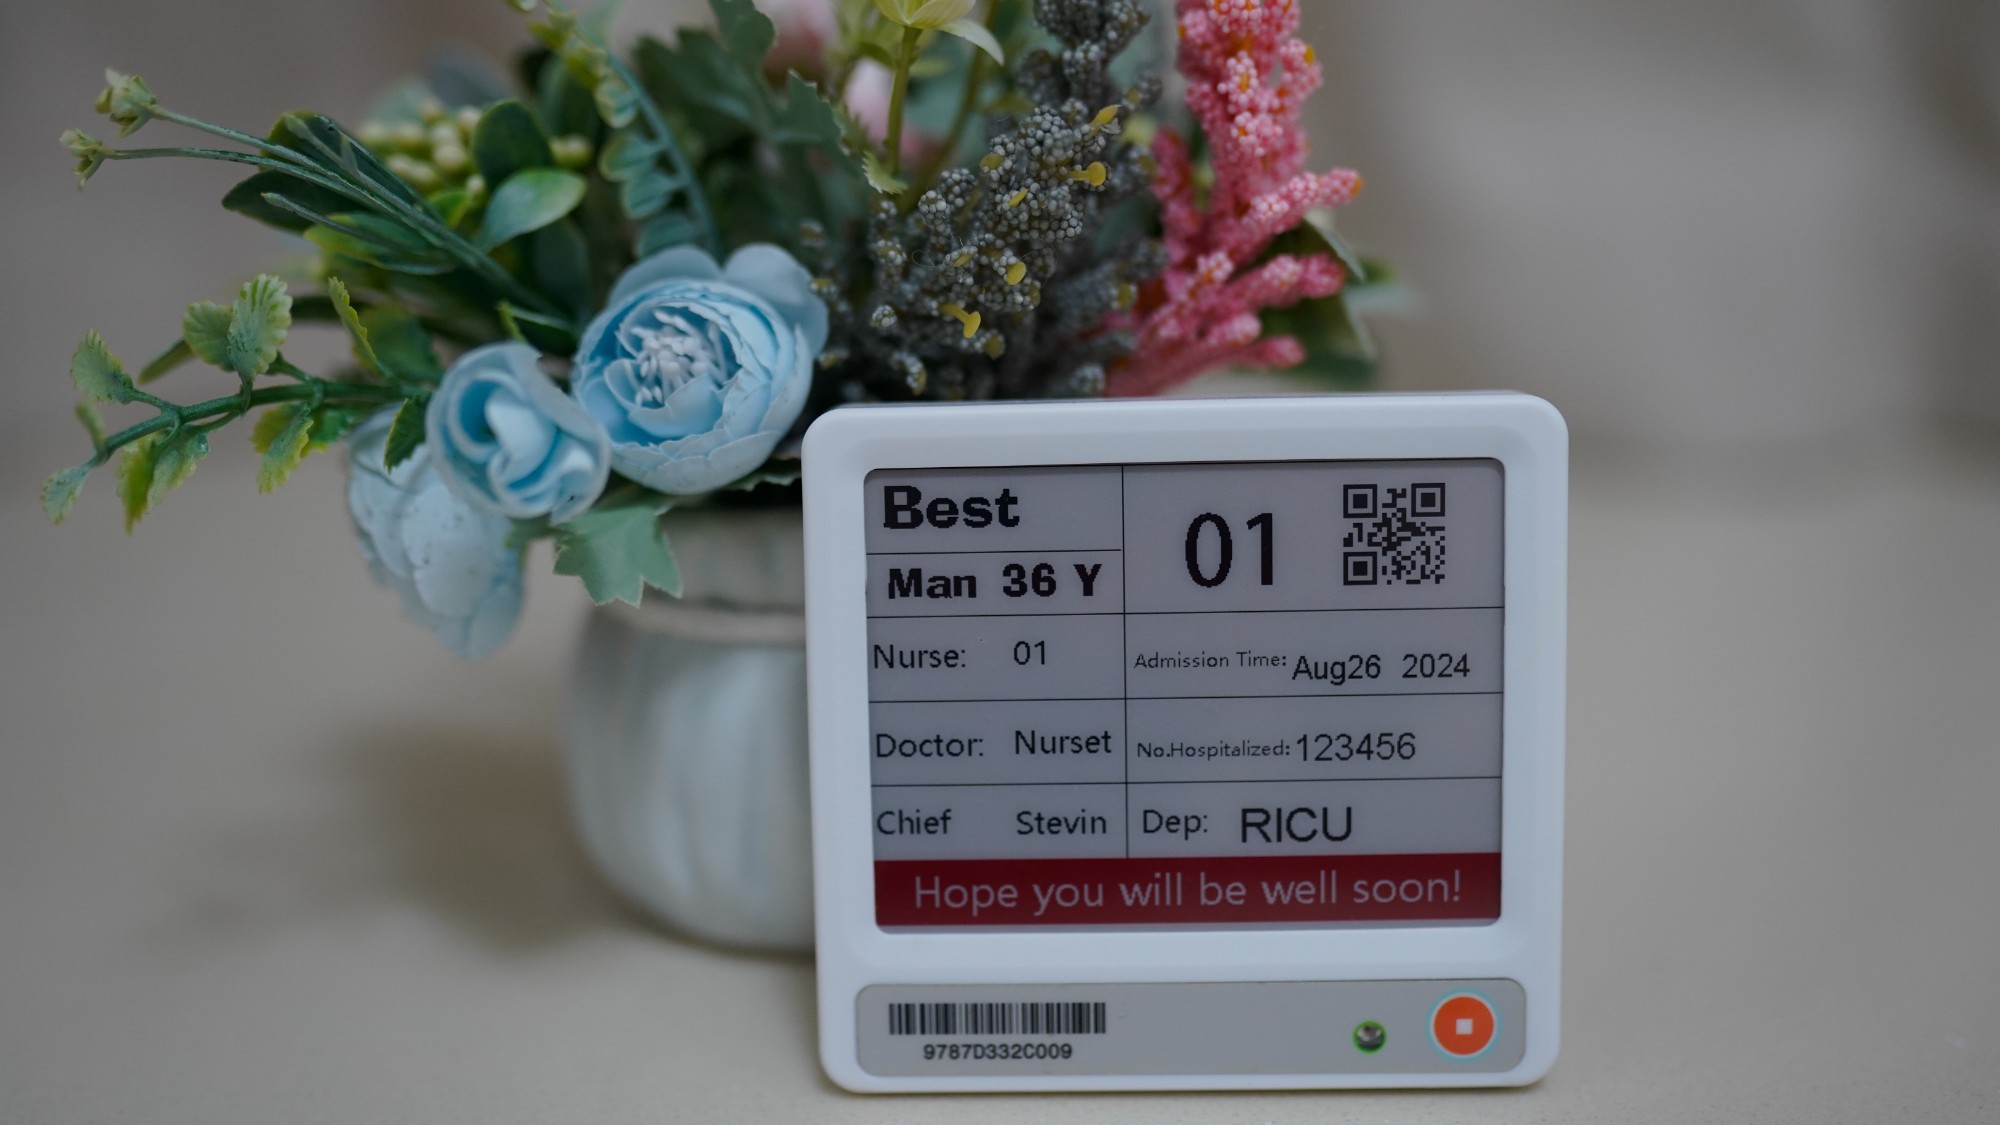 Best
Man 36 Y
01
Nurse: 01
Admission Time: Aug26 2024
Doctor: Nurset
No.Hospitalized: 123456
Chief Stevin
Dep: RICU
Hope you will be well soon!
9787D332C009